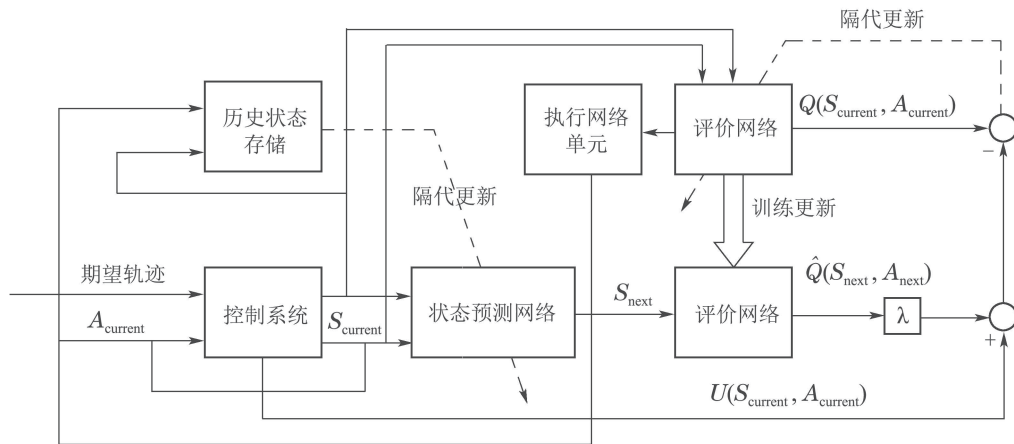 隔代更新
历史状态
存储
执行网络
单元
评价网络
Q(S_current, A_current)
−
隔代更新
训练更新
期望轨迹
A_current
控制系统
S_current
状态预测网络
S_next
评价网络
Q̂(S_next, A_next)
λ
+
U(S_current, A_current)